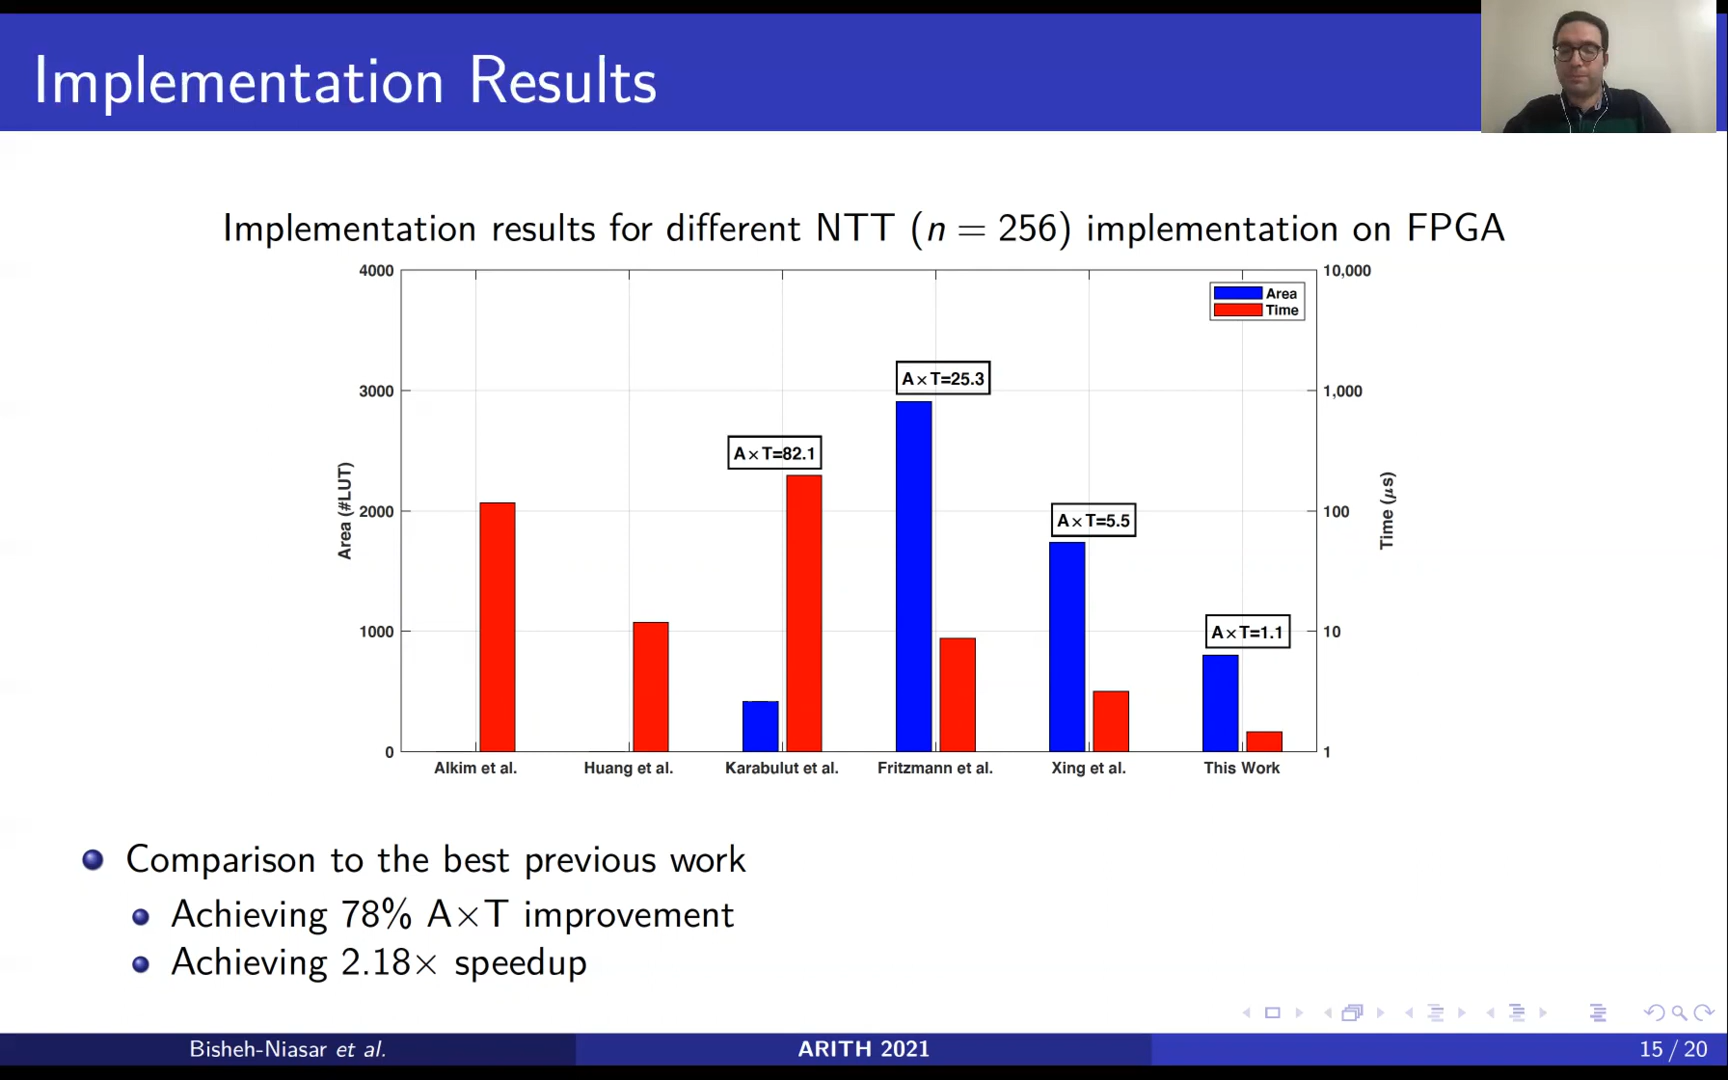 Implementation Results
Implementation results for different NTT (n = 256) implementation on FPGA
4000
3000
2000
1000
0
Area (#LUT)
10,000
1,000
100
10
1
Time (μs)
Area
Time
A×T=82.1
A×T=25.3
A×T=5.5
A×T=1.1
Alkim et al.
Huang et al.
Karabulut et al.
Fritzmann et al.
Xing et al.
This Work
Comparison to the best previous work
Achieving 78% A×T improvement
Achieving 2.18× speedup
Bisheh-Niasar et al.
ARITH 2021
15 / 20